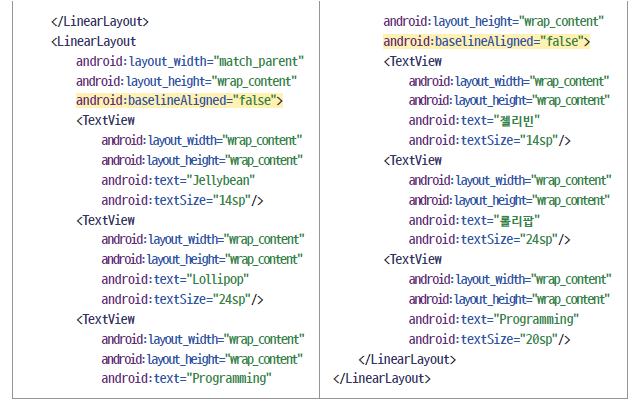 </LinearLayout>
<LinearLayout
android:layout_width="match_parent"
android:layout_height="wrap_content"
android:baselineAligned="false">
<TextView
android:layout_width="wrap_content"
android:layout_height="wrap_content"
android:text="Jellybean"
android:textSize="14sp"/>
<TextView
android:layout_width="wrap_content"
android:layout_height="wrap_content"
android:text="Lollipop"
android:textSize="24sp"/>
<TextView
android:layout_width="wrap_content"
android:layout_height="wrap_content"
android:text="Programming"
android:layout_height="wrap_content"
android:baselineAligned="false">
<TextView
android:layout_width="wrap_content"
android:layout_height="wrap_content"
android:text="젤리빈"
android:textSize="14sp"/>
<TextView
android:layout_width="wrap_content"
android:layout_height="wrap_content"
android:text="롤리팝"
android:textSize="24sp"/>
<TextView
android:layout_width="wrap_content"
android:layout_height="wrap_content"
android:text="Programming"
android:textSize="20sp"/>
</LinearLayout>
</LinearLayout>